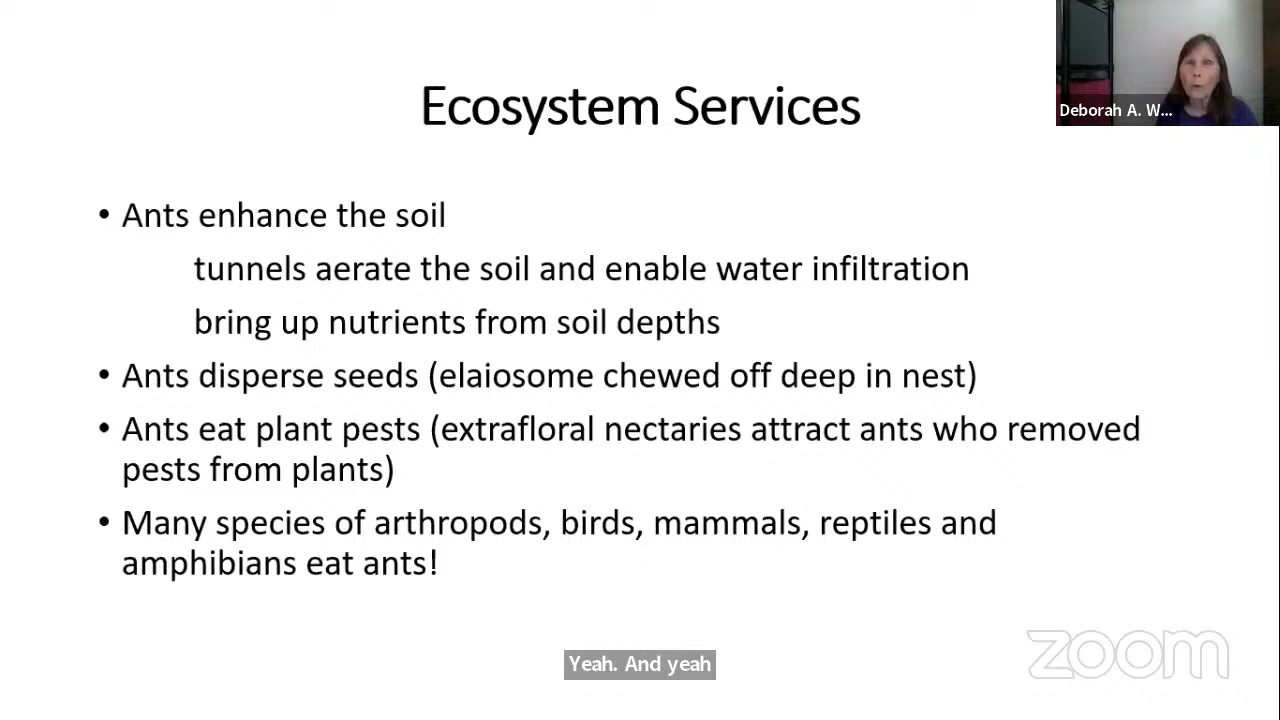 Ecosystem Services
Deborah A. W...
• Ants enhance the soil
tunnels aerate the soil and enable water infiltration
bring up nutrients from soil depths
• Ants disperse seeds (elaiosome chewed off deep in nest)
• Ants eat plant pests (extrafloral nectaries attract ants who removed
pests from plants)
• Many species of arthropods, birds, mammals, reptiles and
amphibians eat ants!
Yeah. And yeah
zoom